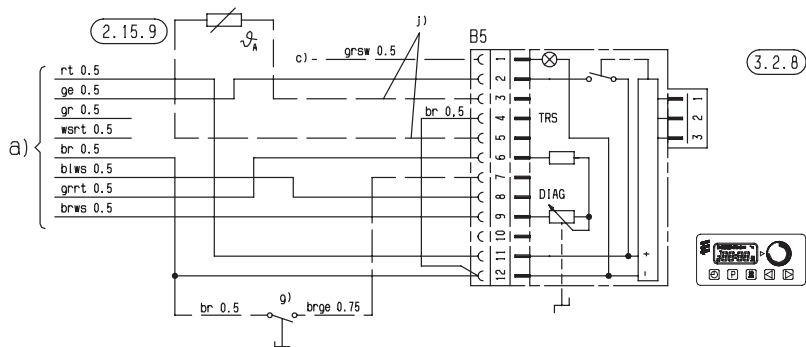 2.15.9
ϑA
j)
c)
grsw 0.5
B5
3.2.8
a)
rt 0.5
ge 0.5
gr 0.5
wsrt 0.5
br 0.5
blws 0.5
grrt 0.5
brws 0.5
br 0.5
1
2
3
4
5
6
7
8
9
10
11
12
TRS
DIAG
+
-
1
2
3
br 0.5
g)
brge 0.75
P